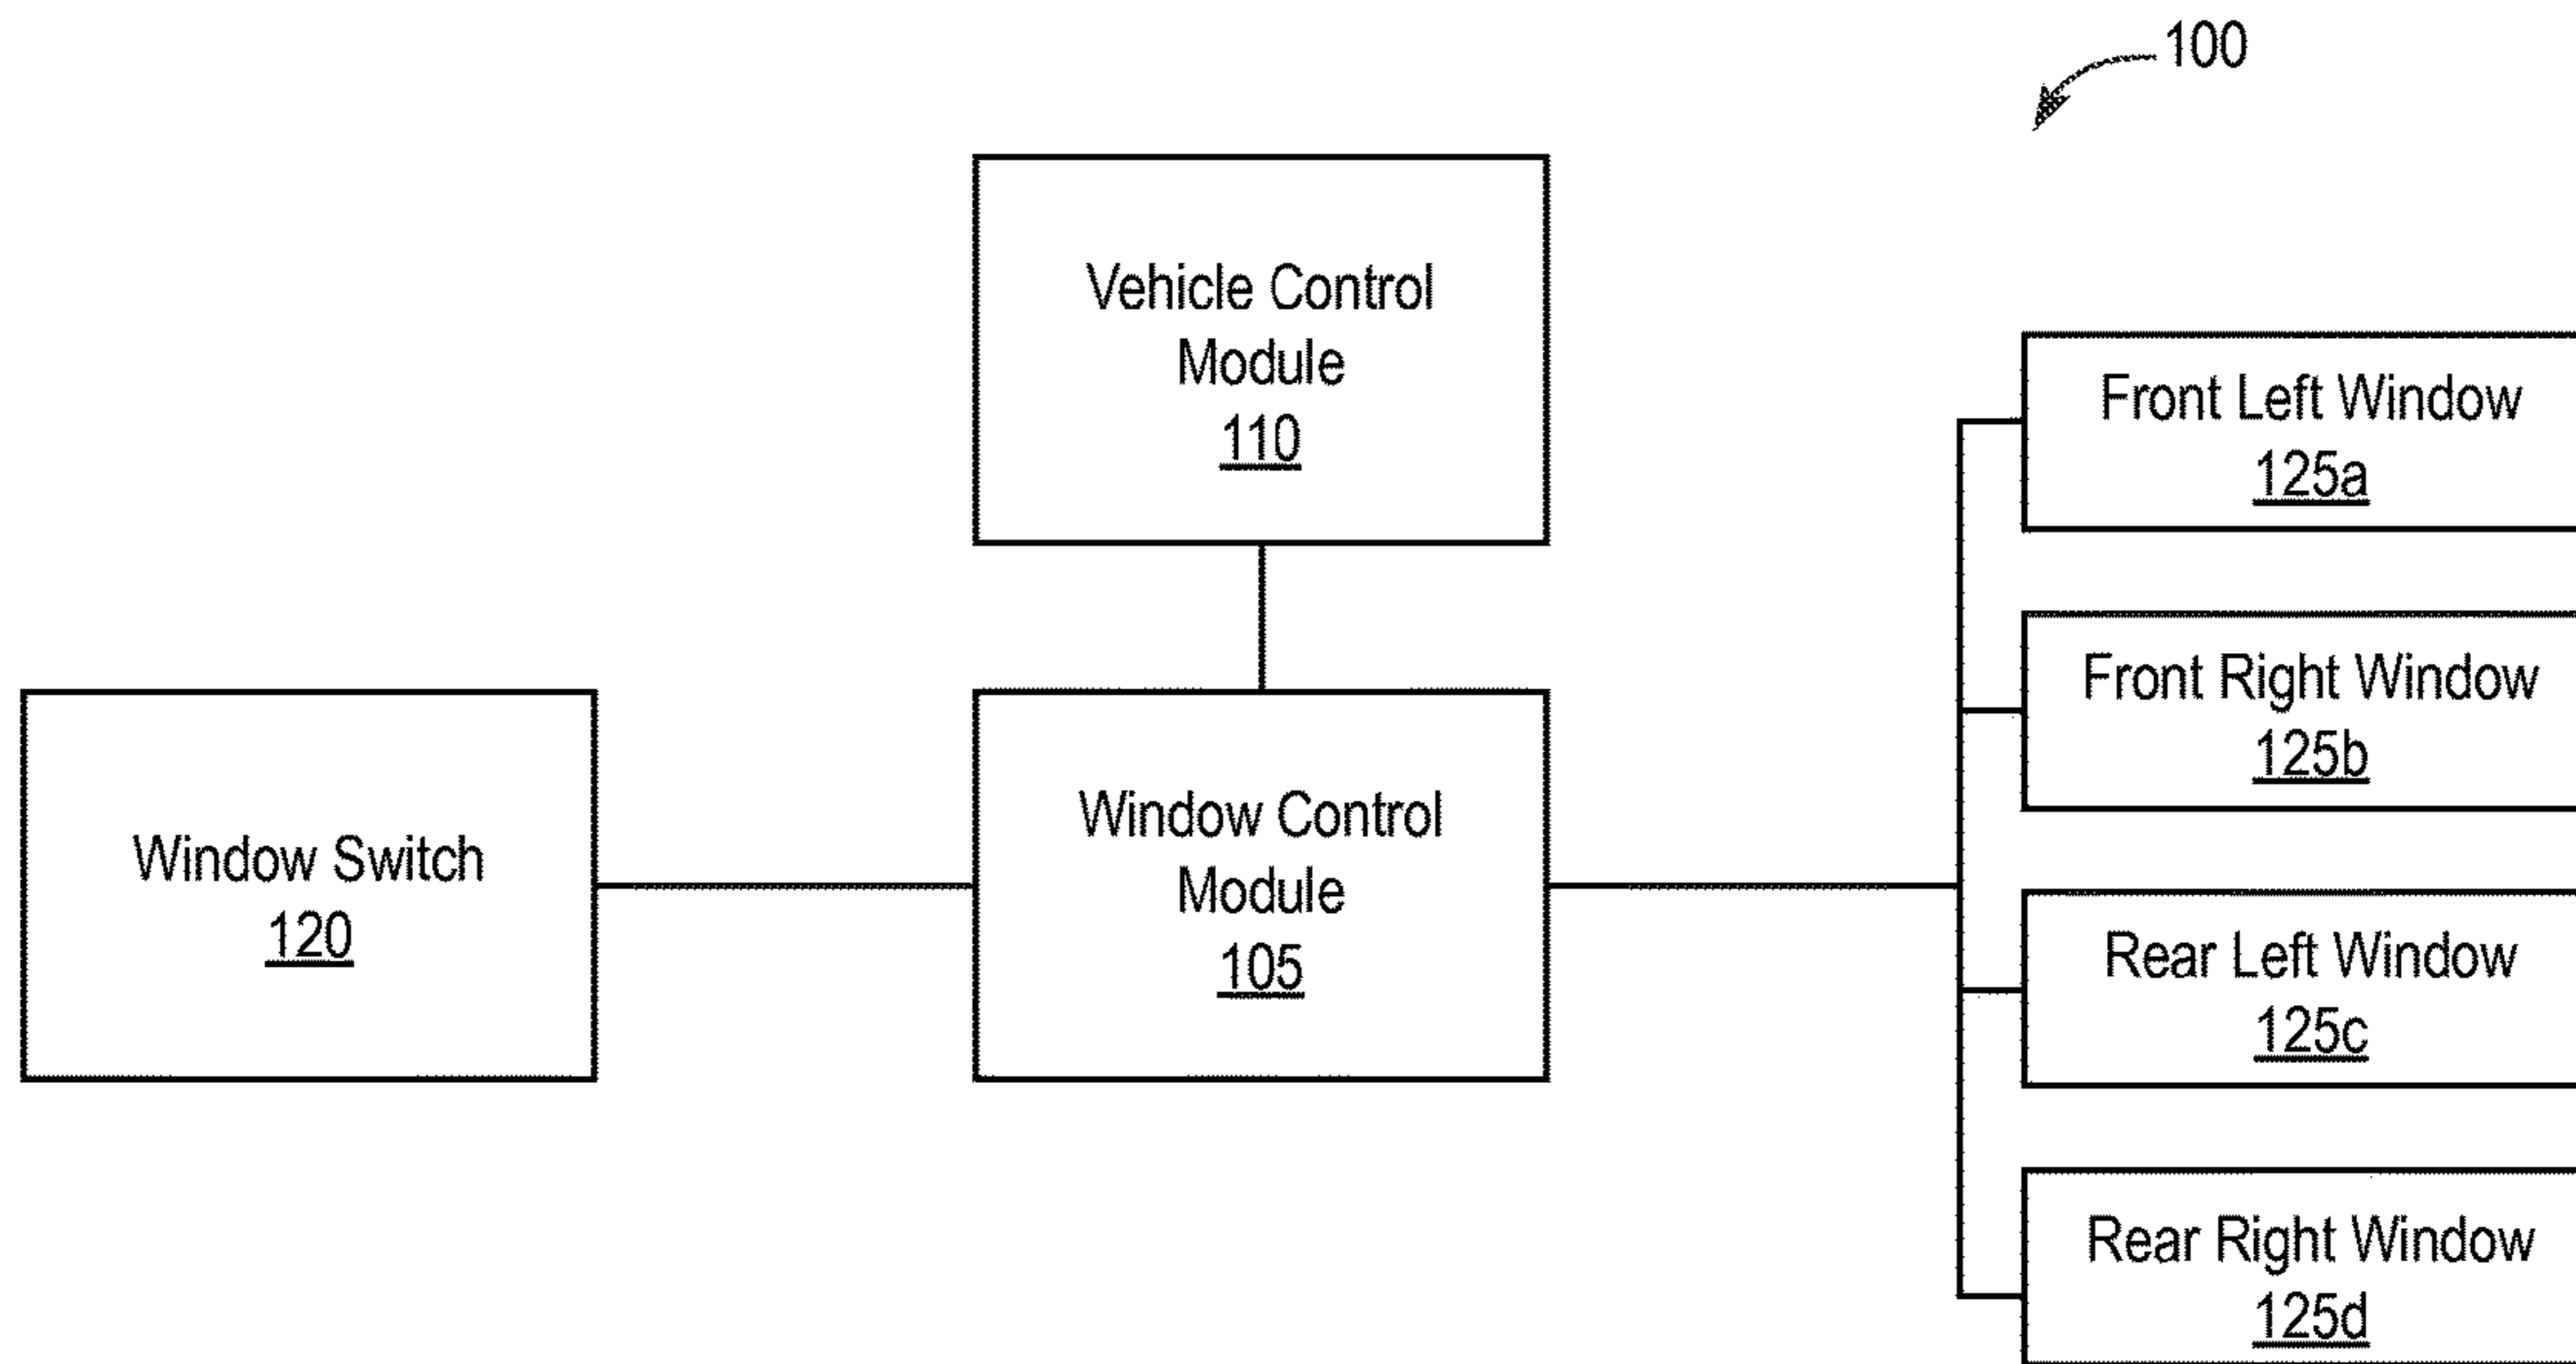 100
Vehicle Control
Module
110
Front Left Window
125a
Front Right Window
125b
Window Switch
120
Window Control
Module
105
Rear Left Window
125c
Rear Right Window
125d